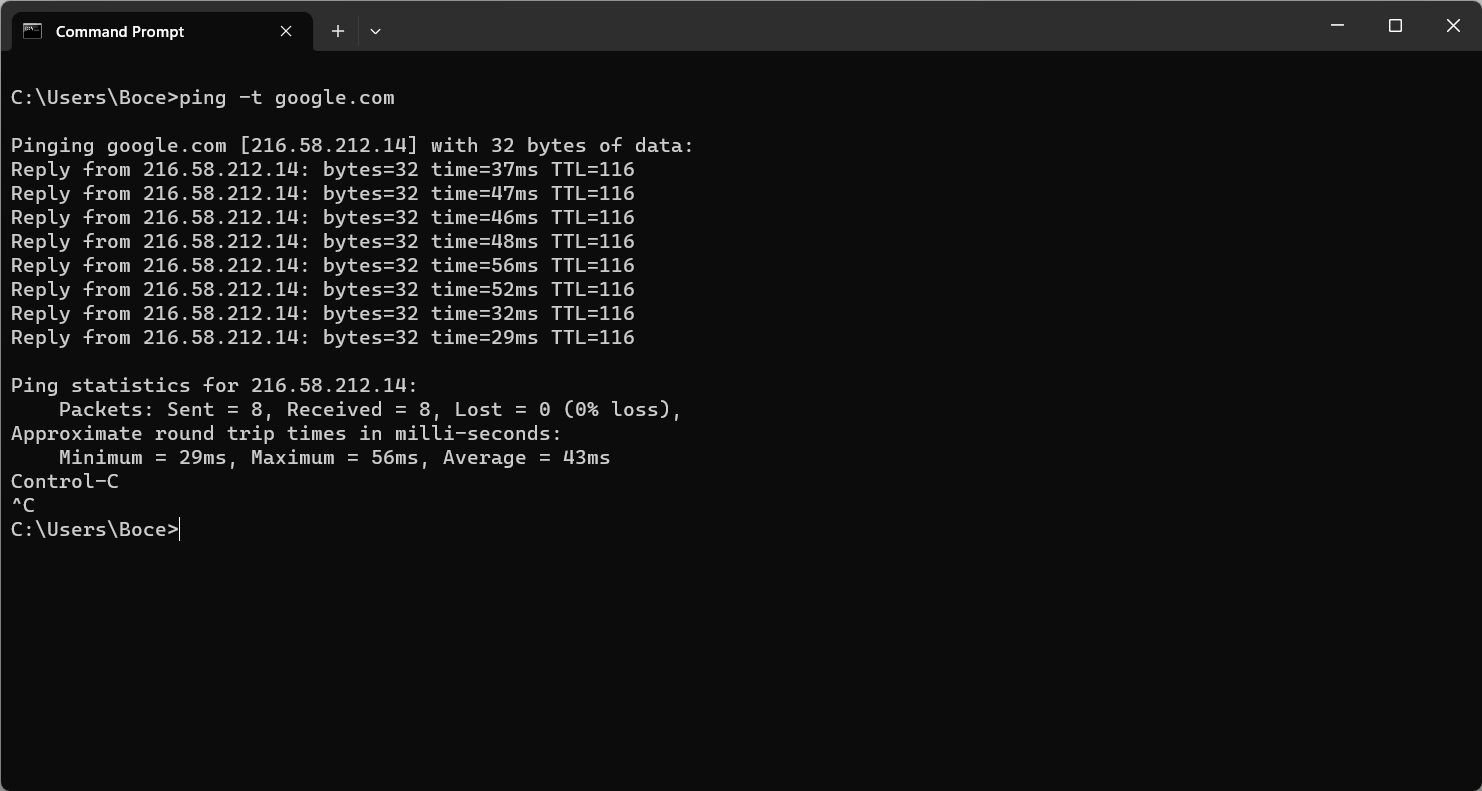 Command Prompt
C:\Users\Boce>ping -t google.com
Pinging google.com [216.58.212.14] with 32 bytes of data:
Reply from 216.58.212.14: bytes=32 time=37ms TTL=116
Reply from 216.58.212.14: bytes=32 time=47ms TTL=116
Reply from 216.58.212.14: bytes=32 time=46ms TTL=116
Reply from 216.58.212.14: bytes=32 time=48ms TTL=116
Reply from 216.58.212.14: bytes=32 time=56ms TTL=116
Reply from 216.58.212.14: bytes=32 time=52ms TTL=116
Reply from 216.58.212.14: bytes=32 time=32ms TTL=116
Reply from 216.58.212.14: bytes=32 time=29ms TTL=116
Ping statistics for 216.58.212.14:
    Packets: Sent = 8, Received = 8, Lost = 0 (0% loss),
Approximate round trip times in milli-seconds:
    Minimum = 29ms, Maximum = 56ms, Average = 43ms
Control-C
^C
C:\Users\Boce>